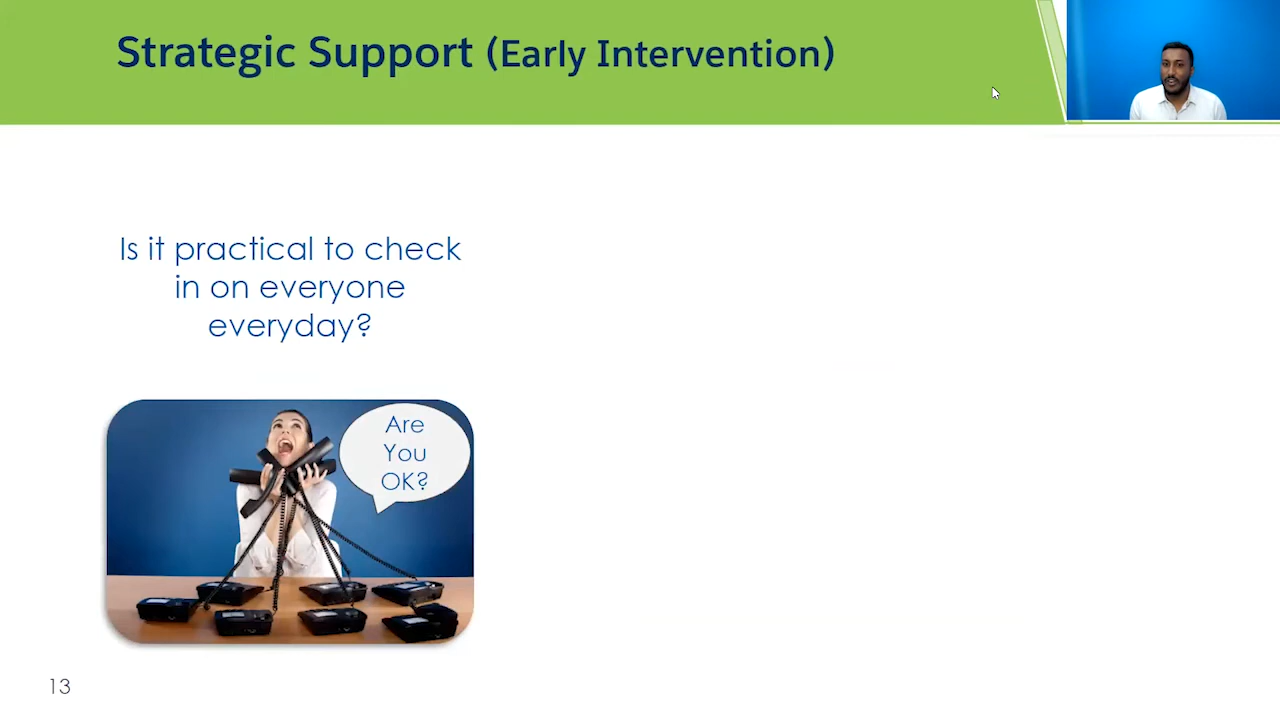 Strategic Support (Early Intervention)
Is it practical to check
in on everyone
everyday?
Are
You
OK?
13